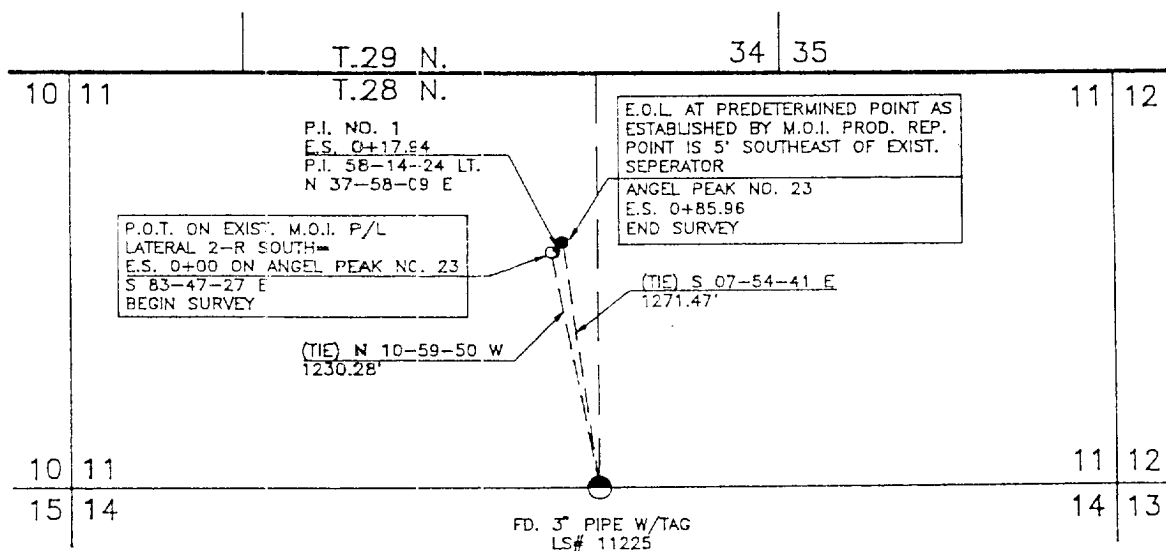 T.29 N.
34 35
T.28 N.
10 11
11 12
P.I. NO. 1
E.S. 0+17.94
P.I. 58-14-24 LT.
N 37-58-09 E
E.O.L. AT PREDETERMINED POINT AS
ESTABLISHED BY M.O.I. PROD. REP.
POINT IS 5' SOUTHEAST OF EXIST.
SEPERATOR
ANGEL PEAK NO. 23
E.S. 0+85.96
END SURVEY
P.O.T. ON EXIST. M.O.I. P/L
LATERAL 2-R SOUTH=
E.S. 0+00 ON ANGEL PEAK NO. 23
S 83-47-27 E
BEGIN SURVEY
(TIE) S 07-54-41 E
1271.47'
(TIE) N 10-59-50 W
1230.28'
10 11
11 12
15 14
14 13
FD. 3" PIPE W/TAG
LS# 11225